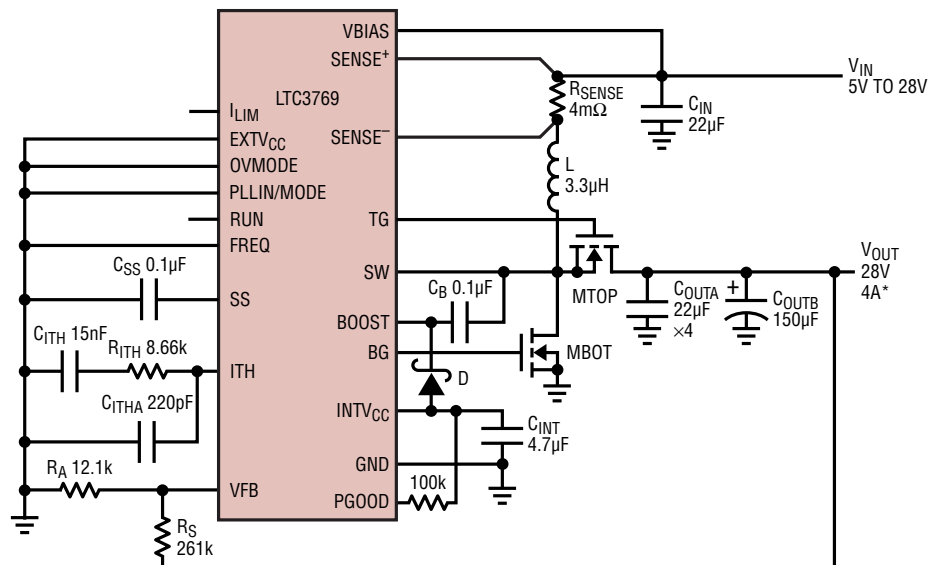 VBIAS
SENSE+
LTC3769
ILIM
EXTVCC
SENSE–
OVMODE
PLLIN/MODE
RUN
TG
FREQ
SW
SS
BOOST
BG
ITH
INTVCC
GND
VFB
PGOOD
VIN
5V TO 28V
RSENSE
4mΩ
CIN
22µF
L
3.3µH
MTOP
VOUT
28V
4A*
COUTA
22µF
×4
+
COUTB
150µF
CB 0.1µF
MBOT
D
CINT
4.7µF
100k
CSS 0.1µF
CITH 15nF
RITH 8.66k
CITHA 220pF
RA 12.1k
RS
261k